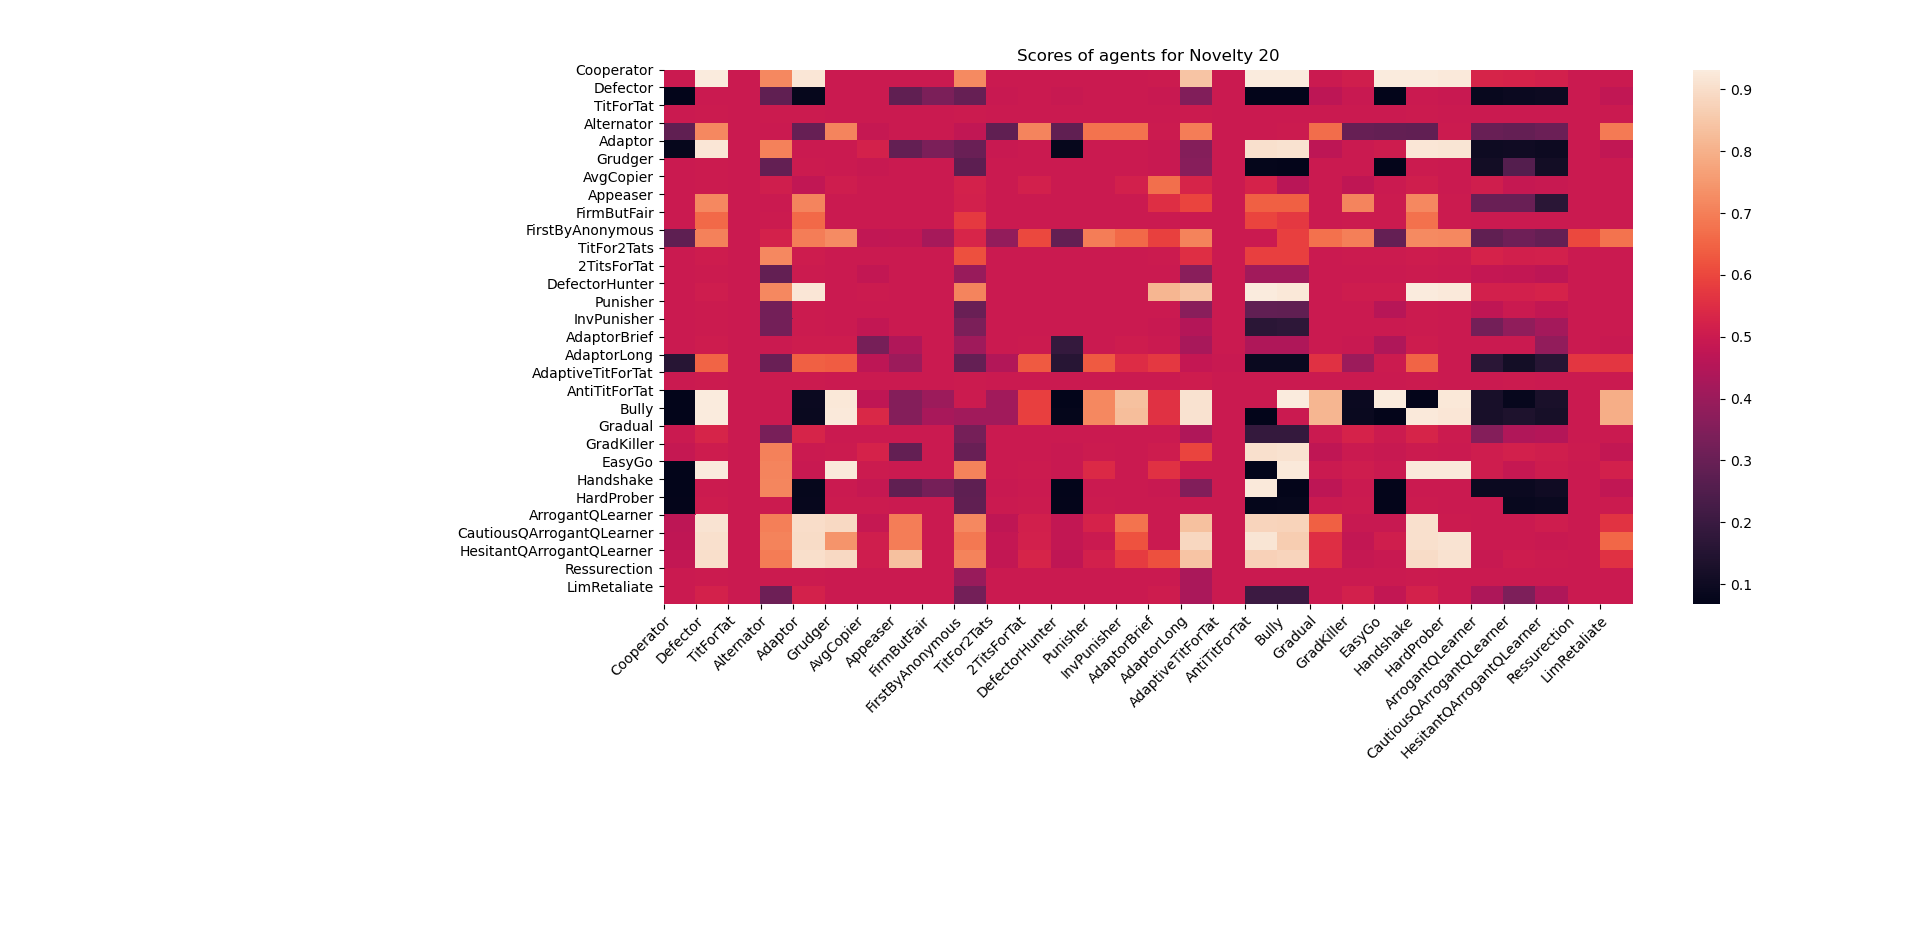 Scores of agents for Novelty 20
Cooperator
Defector
TitForTat
Alternator
Adaptor
Grudger
AvgCopier
Appeaser
FirmButFair
FirstByAnonymous
TitFor2Tats
2TitsForTat
DefectorHunter
Punisher
InvPunisher
AdaptorBrief
AdaptorLong
AdaptiveTitForTat
AntiTitForTat
Bully
Gradual
GradKiller
EasyGo
Handshake
HardProber
ArrogantQLearner
CautiousQArrogantQLearner
HesitantQArrogantQLearner
Ressurection
LimRetaliate
Cooperator
Defector
TitForTat
Alternator
Adaptor
Grudger
AvgCopier
Appeaser
FirmButFair
FirstByAnonymous
TitFor2Tats
2TitsForTat
DefectorHunter
Punisher
InvPunisher
AdaptorBrief
AdaptorLong
AdaptiveTitForTat
AntiTitForTat
Bully
Gradual
GradKiller
EasyGo
Handshake
HardProber
ArrogantQLearner
CautiousQArrogantQLearner
HesitantQArrogantQLearner
Ressurection
LimRetaliate
0.9
0.8
0.7
0.6
0.5
0.4
0.3
0.2
0.1